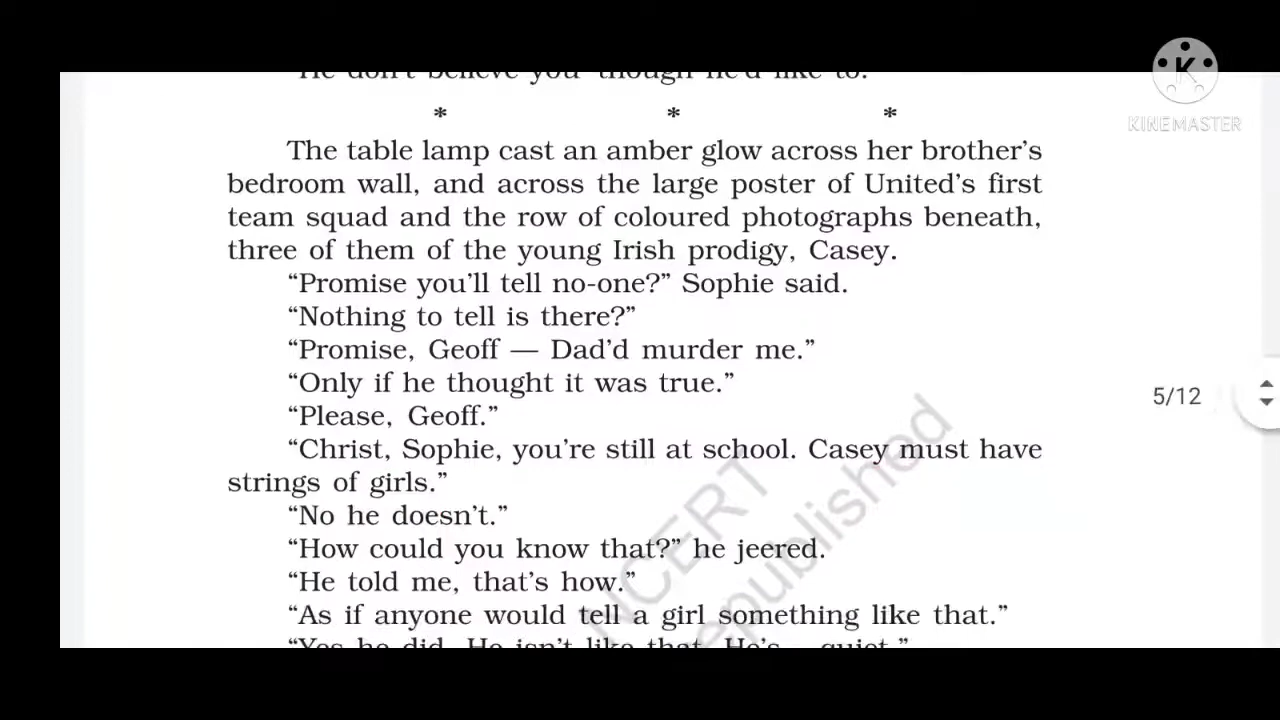 "He don't believe you though he'd like to."
* * *
The table lamp cast an amber glow across her brother's
bedroom wall, and across the large poster of United's first
team squad and the row of coloured photographs beneath,
three of them of the young Irish prodigy, Casey.
“Promise you'll tell no-one?” Sophie said.
“Nothing to tell is there?”
“Promise, Geoff — Dad'd murder me.”
“Only if he thought it was true.”
“Please, Geoff.”
“Christ, Sophie, you're still at school. Casey must have
strings of girls.”
“No he doesn't.”
“How could you know that?” he jeered.
“He told me, that's how.”
“As if anyone would tell a girl something like that.”
“Yes he did. He isn't like that. He's... quiet.”
KINEMASTER
5/12
NCERT
republished